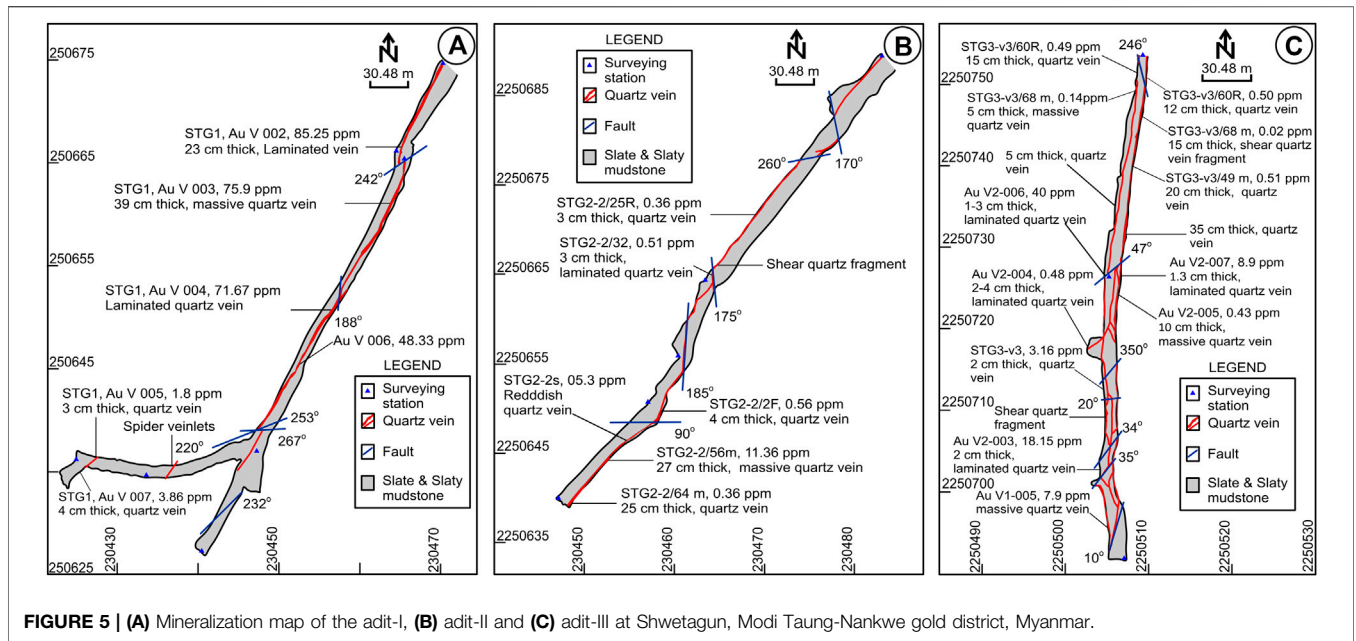 A
250675
250665
250655
250645
250625
N
30.48 m
STG1, Au V 002, 85.25 ppm
23 cm thick, Laminated vein
242°
STG1, Au V 003, 75.9 ppm
39 cm thick, massive quartz vein
STG1, Au V 004, 71.67 ppm
Laminated quartz vein
188°
Au V 006, 48.33 ppm
STG1, Au V 005, 1.8 ppm
3 cm thick, quartz vein
Spider veinlets
220°
253°
267°
STG1, Au V 007, 3.86 ppm
4 cm thick, quartz vein
232°
LEGEND
Surveying
station
Quartz vein
Fault
Slate & Slaty
mudstone
230430
230450
230470
B
2250685
2250675
2250665
2250655
2250645
2250635
LEGEND
Surveying
station
Quartz vein
Fault
Slate & Slaty
mudstone
N
30.48 m
260°
170°
STG2-2/25R, 0.36 ppm
3 cm thick, quartz vein
STG2-2/32, 0.51 ppm
3 cm thick,
laminated quartz vein
Shear quartz fragment
175°
STG2-2s, 05.3 ppm
Redddish
quartz vein
185°
STG2-2/2F, 0.56 ppm
4 cm thick, quartz vein
90°
STG2-2/56m, 11.36 ppm
27 cm thick, massive quartz vein
STG2-2/64 m, 0.36 ppm
25 cm thick, quartz vein
230450
230460
230470
230480
C
2250750
2250740
2250730
2250720
2250710
2250700
STG3-v3/60R, 0.49 ppm
15 cm thick, quartz vein
246°
N
30.48 m
STG3-v3/68 m, 0.14ppm
5 cm thick, massive
quartz vein
STG3-v3/60R, 0.50 ppm
12 cm thick, quartz vein
STG3-v3/68 m, 0.02 ppm
15 cm thick, shear quartz
vein fragment
5 cm thick, quartz
vein
STG3-v3/49 m, 0.51 ppm
20 cm thick, quartz
vein
Au V2-006, 40 ppm
1-3 cm thick,
laminated quartz vein
35 cm thick, quartz
vein
47°
Au V2-004, 0.48 ppm
2-4 cm thick,
laminated quartz vein
Au V2-007, 8.9 ppm
1.3 cm thick,
laminated quartz vein
Au V2-005, 0.43 ppm
10 cm thick,
massive quartz vein
STG3-v3, 3.16 ppm
2 cm thick, quartz
vein
350°
20°
Shear quartz
fragment
34°
Au V2-003, 18.15 ppm
2 cm thick,
laminated quartz vein
35°
Au V1-005, 7.9 ppm
massive quartz vein
10°
LEGEND
Surveying
station
Quartz vein
Fault
Slate & Slaty
mudstone
2250490
2250500
2250510
2250520
2250530
FIGURE 5 | (A) Mineralization map of the adit-I, (B) adit-II and (C) adit-III at Shwetagun, Modi Taung-Nankwe gold district, Myanmar.